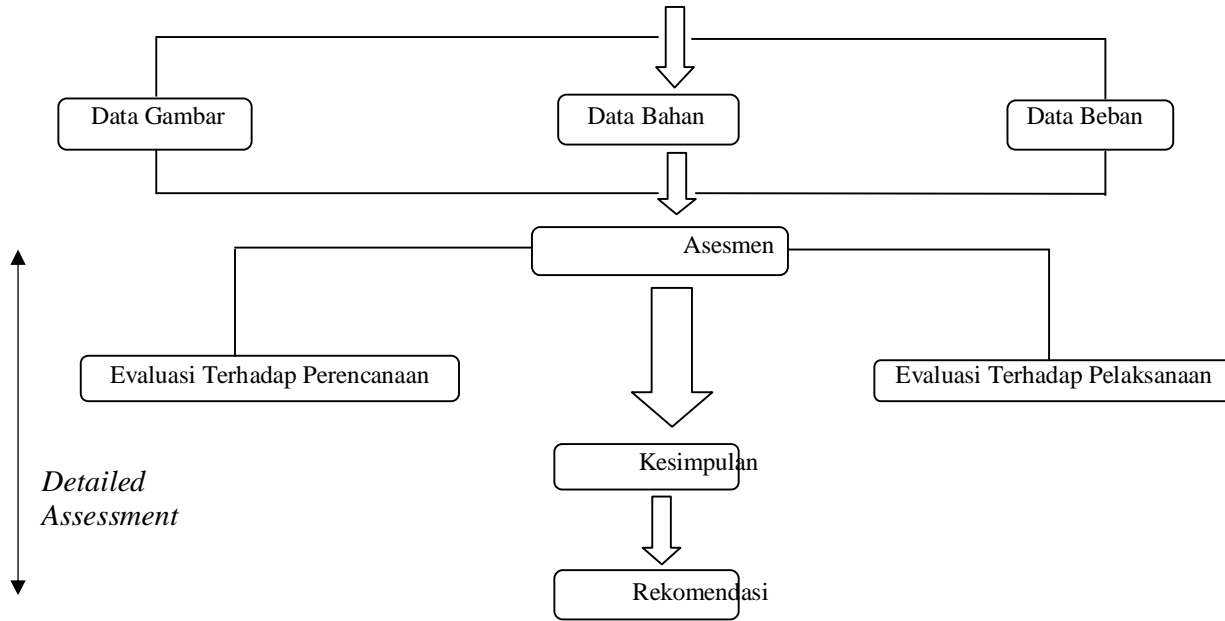 Data Gambar
Data Bahan
Data Beban
Asesmen
Evaluasi Terhadap Perencanaan
Evaluasi Terhadap Pelaksanaan
Kesimpulan
Detailed
Assessment
Rekomendasi